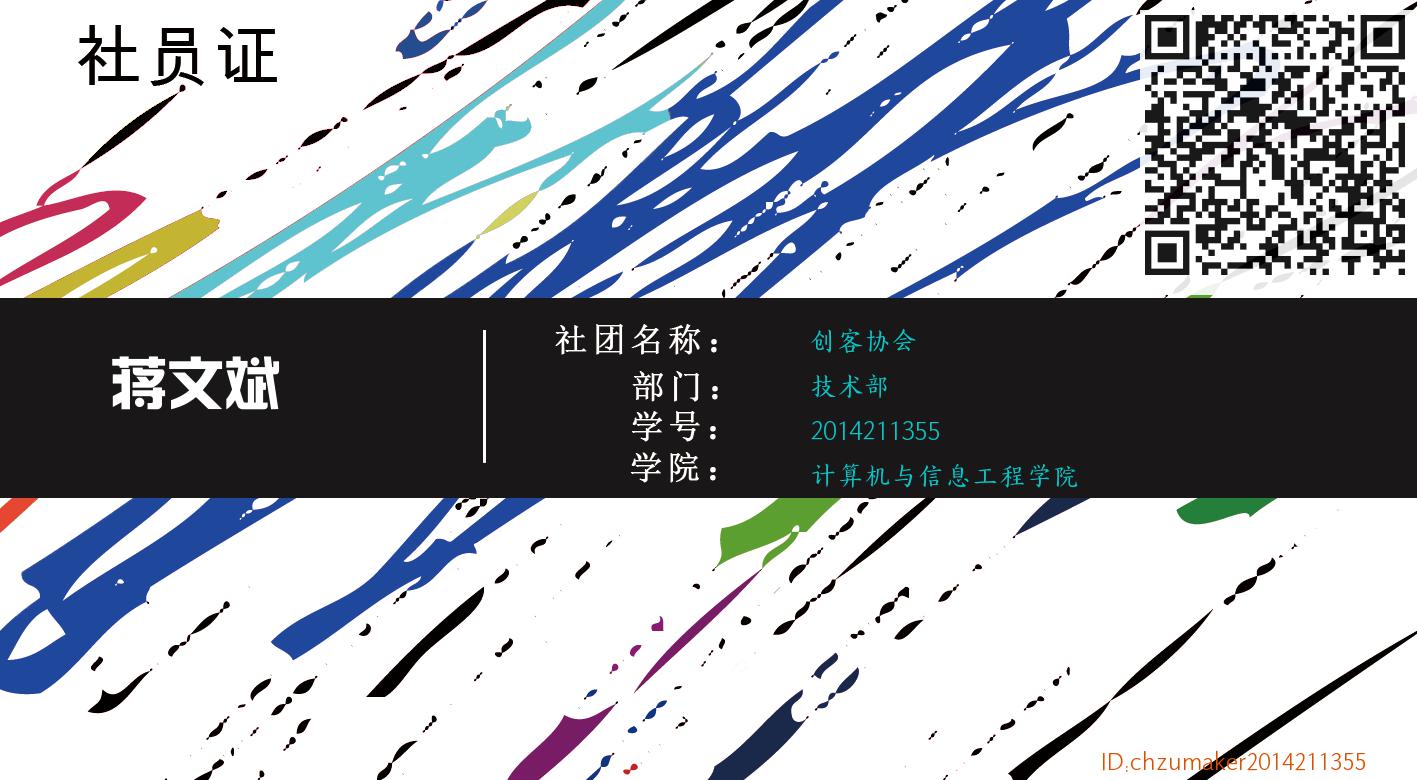 社员证
蒋文斌
社团名称： 创客协会
部门： 技术部
学号： 2014211355
学院： 计算机与信息工程学院
ID.chzumaker2014211355